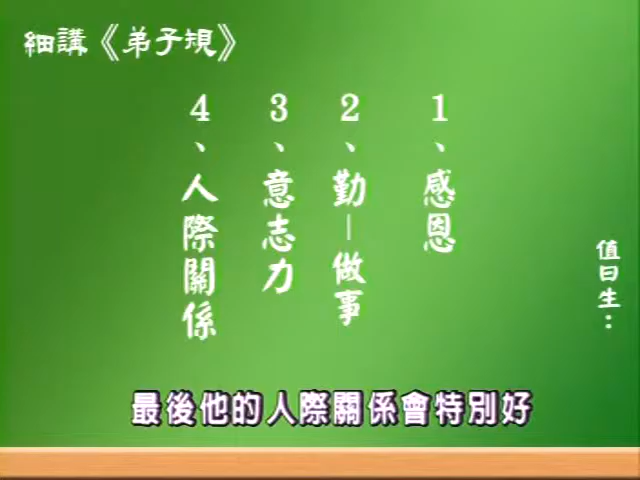 細講《弟子規》
1、感恩
2、勤—做事
3、意志力
4、人際關係
值日生：
最後他的人際關係會特別好